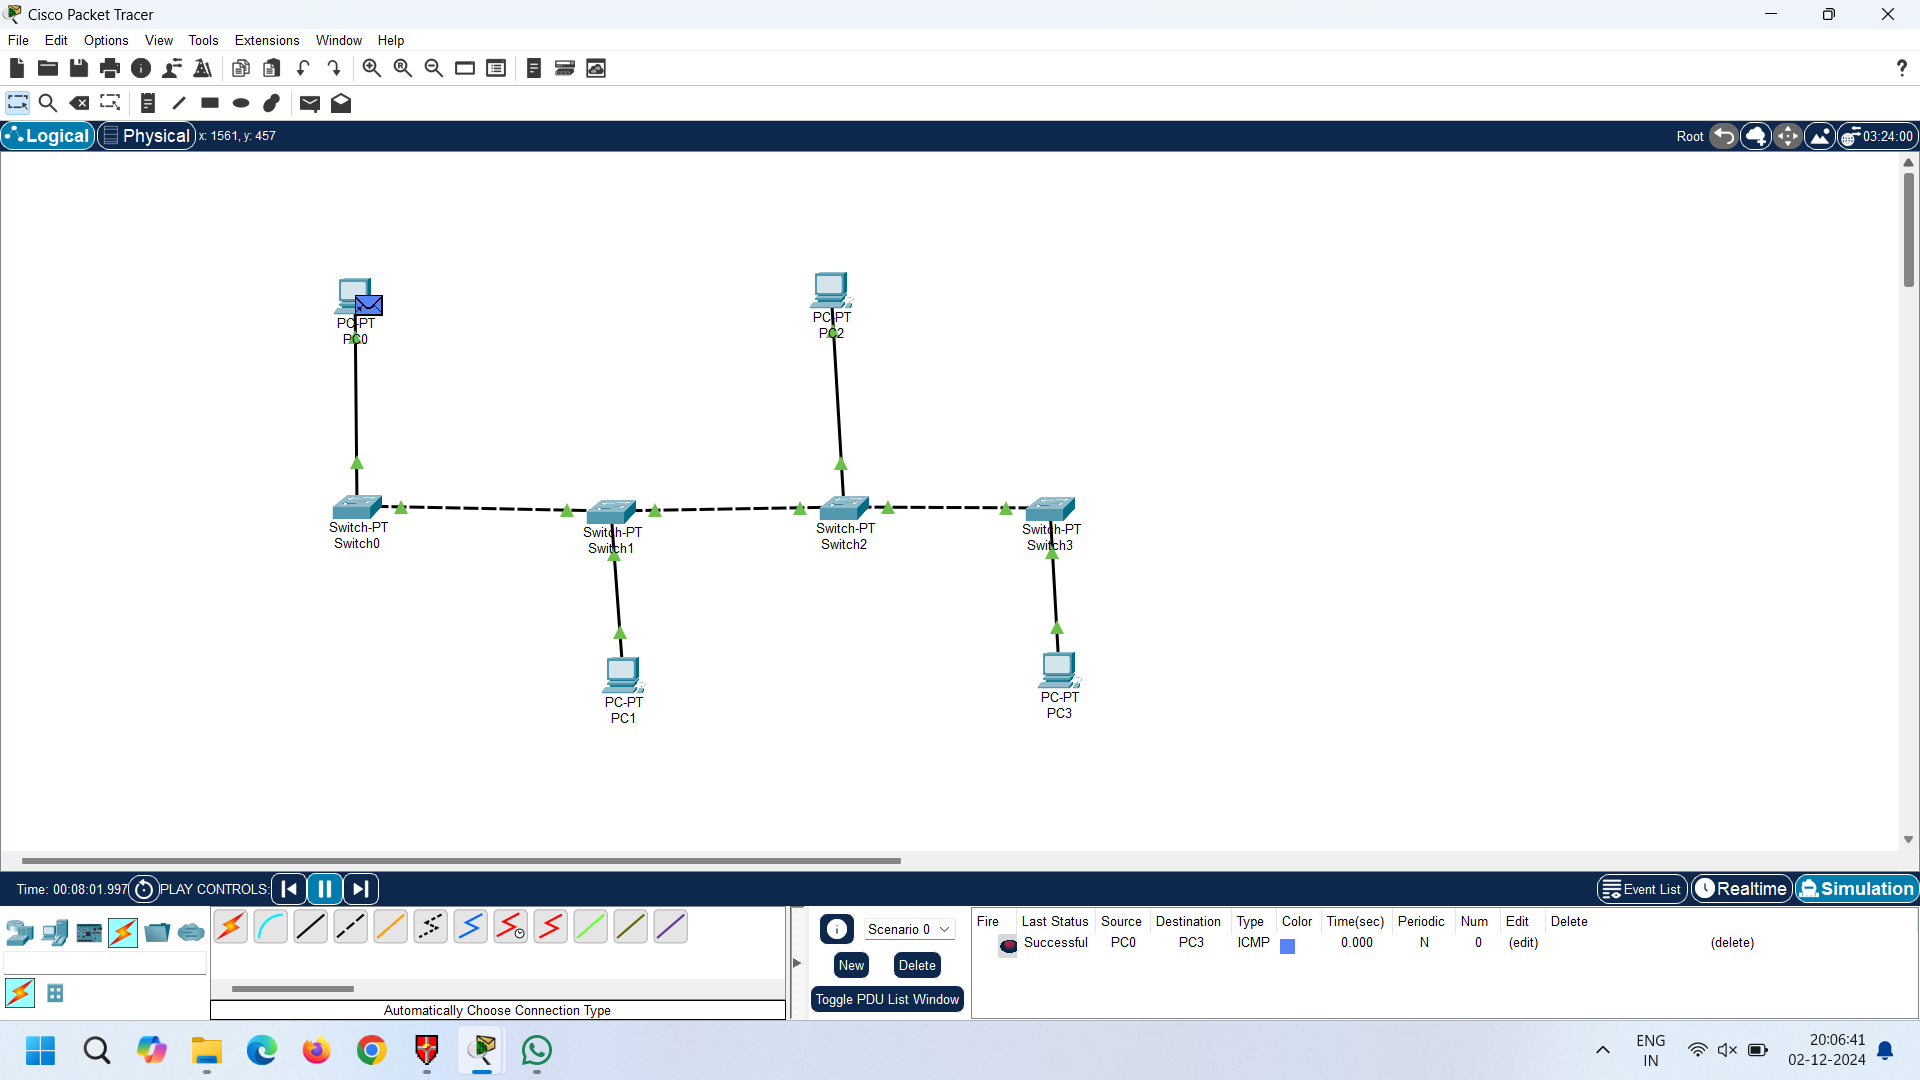 Cisco Packet Tracer
File Edit Options View Tools Extensions Window Help
?
Logical Physical x: 1561, y: 457 Root 03:24:00
PC-PT
PC0
PC-PT
PC2
Switch-PT
Switch0
Switch-PT
Switch1
Switch-PT
Switch2
Switch-PT
Switch3
PC-PT
PC1
PC-PT
PC3
Time: 00:08:01.997 PLAY CONTROLS: Event List Realtime Simulation
Scenario 0
New Delete
Toggle PDU List Window
Fire Last Status Source Destination Type Color Time(sec) Periodic Num Edit Delete
Successful PC0 PC3 ICMP 0.000 N 0 (edit) (delete)
Automatically Choose Connection Type
ENG
IN
20:06:41
02-12-2024